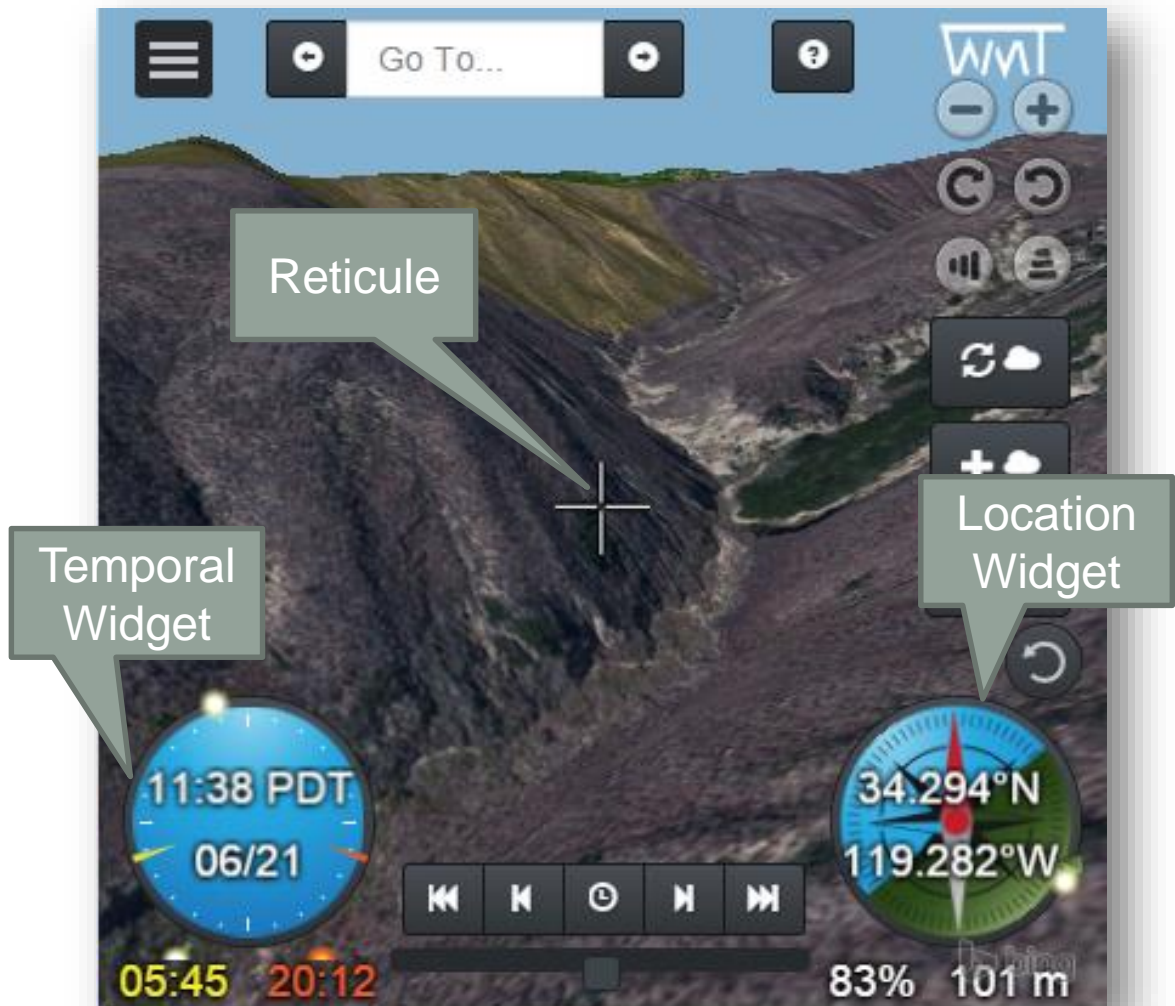 Go To...
WMT
Reticule
Location
Widget
Temporal
Widget
11:38 PDT
06/21
34.294°N
119.282°W
05:45 20:12
83% 101 m
bing